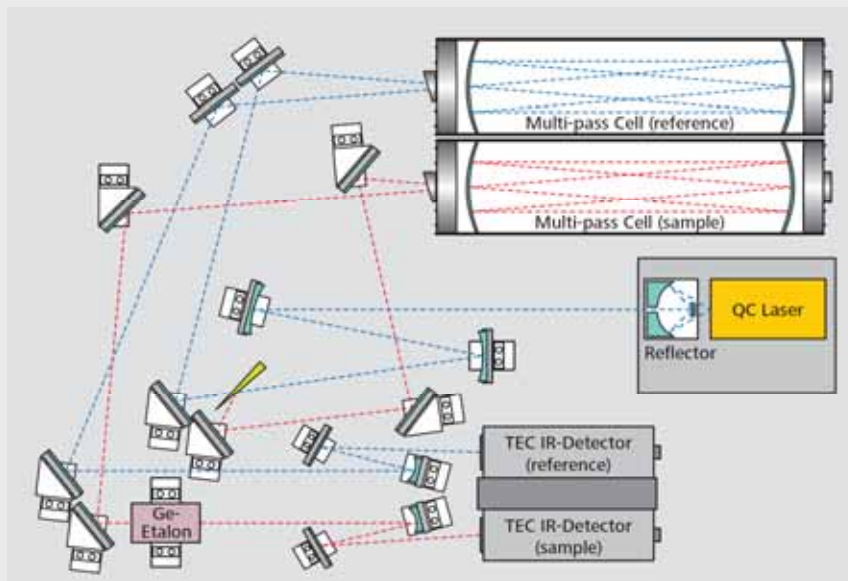 Multi-pass Cell (reference)
Multi-pass Cell (sample)
QC Laser
Reflector
TEC IR-Detector
(reference)
Ge-
Etalon
TEC IR-Detector
(sample)